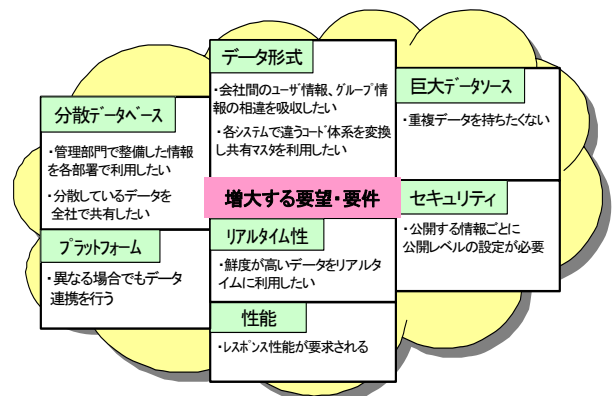 データ形式
・会社間のユーザ情報、グループ情
報の相違を吸収したい
・各システムで違うコード体系を変換
し共有マスタを利用したい
分散データベース
・管理部門で整備した情報
を各部署で利用したい
・分散しているデータを
全社で共有したい
巨大データソース
・重複データを持ちたくない
増大する要望・要件
プラットフォーム
・異なる場合でもデータ
連携を行う
リアルタイム性
・鮮度が高いデータをリアルタ
イムに利用したい
セキュリティ
・公開する情報ごとに
公開レベルの設定が必要
性能
・レスポンス性能が要求される